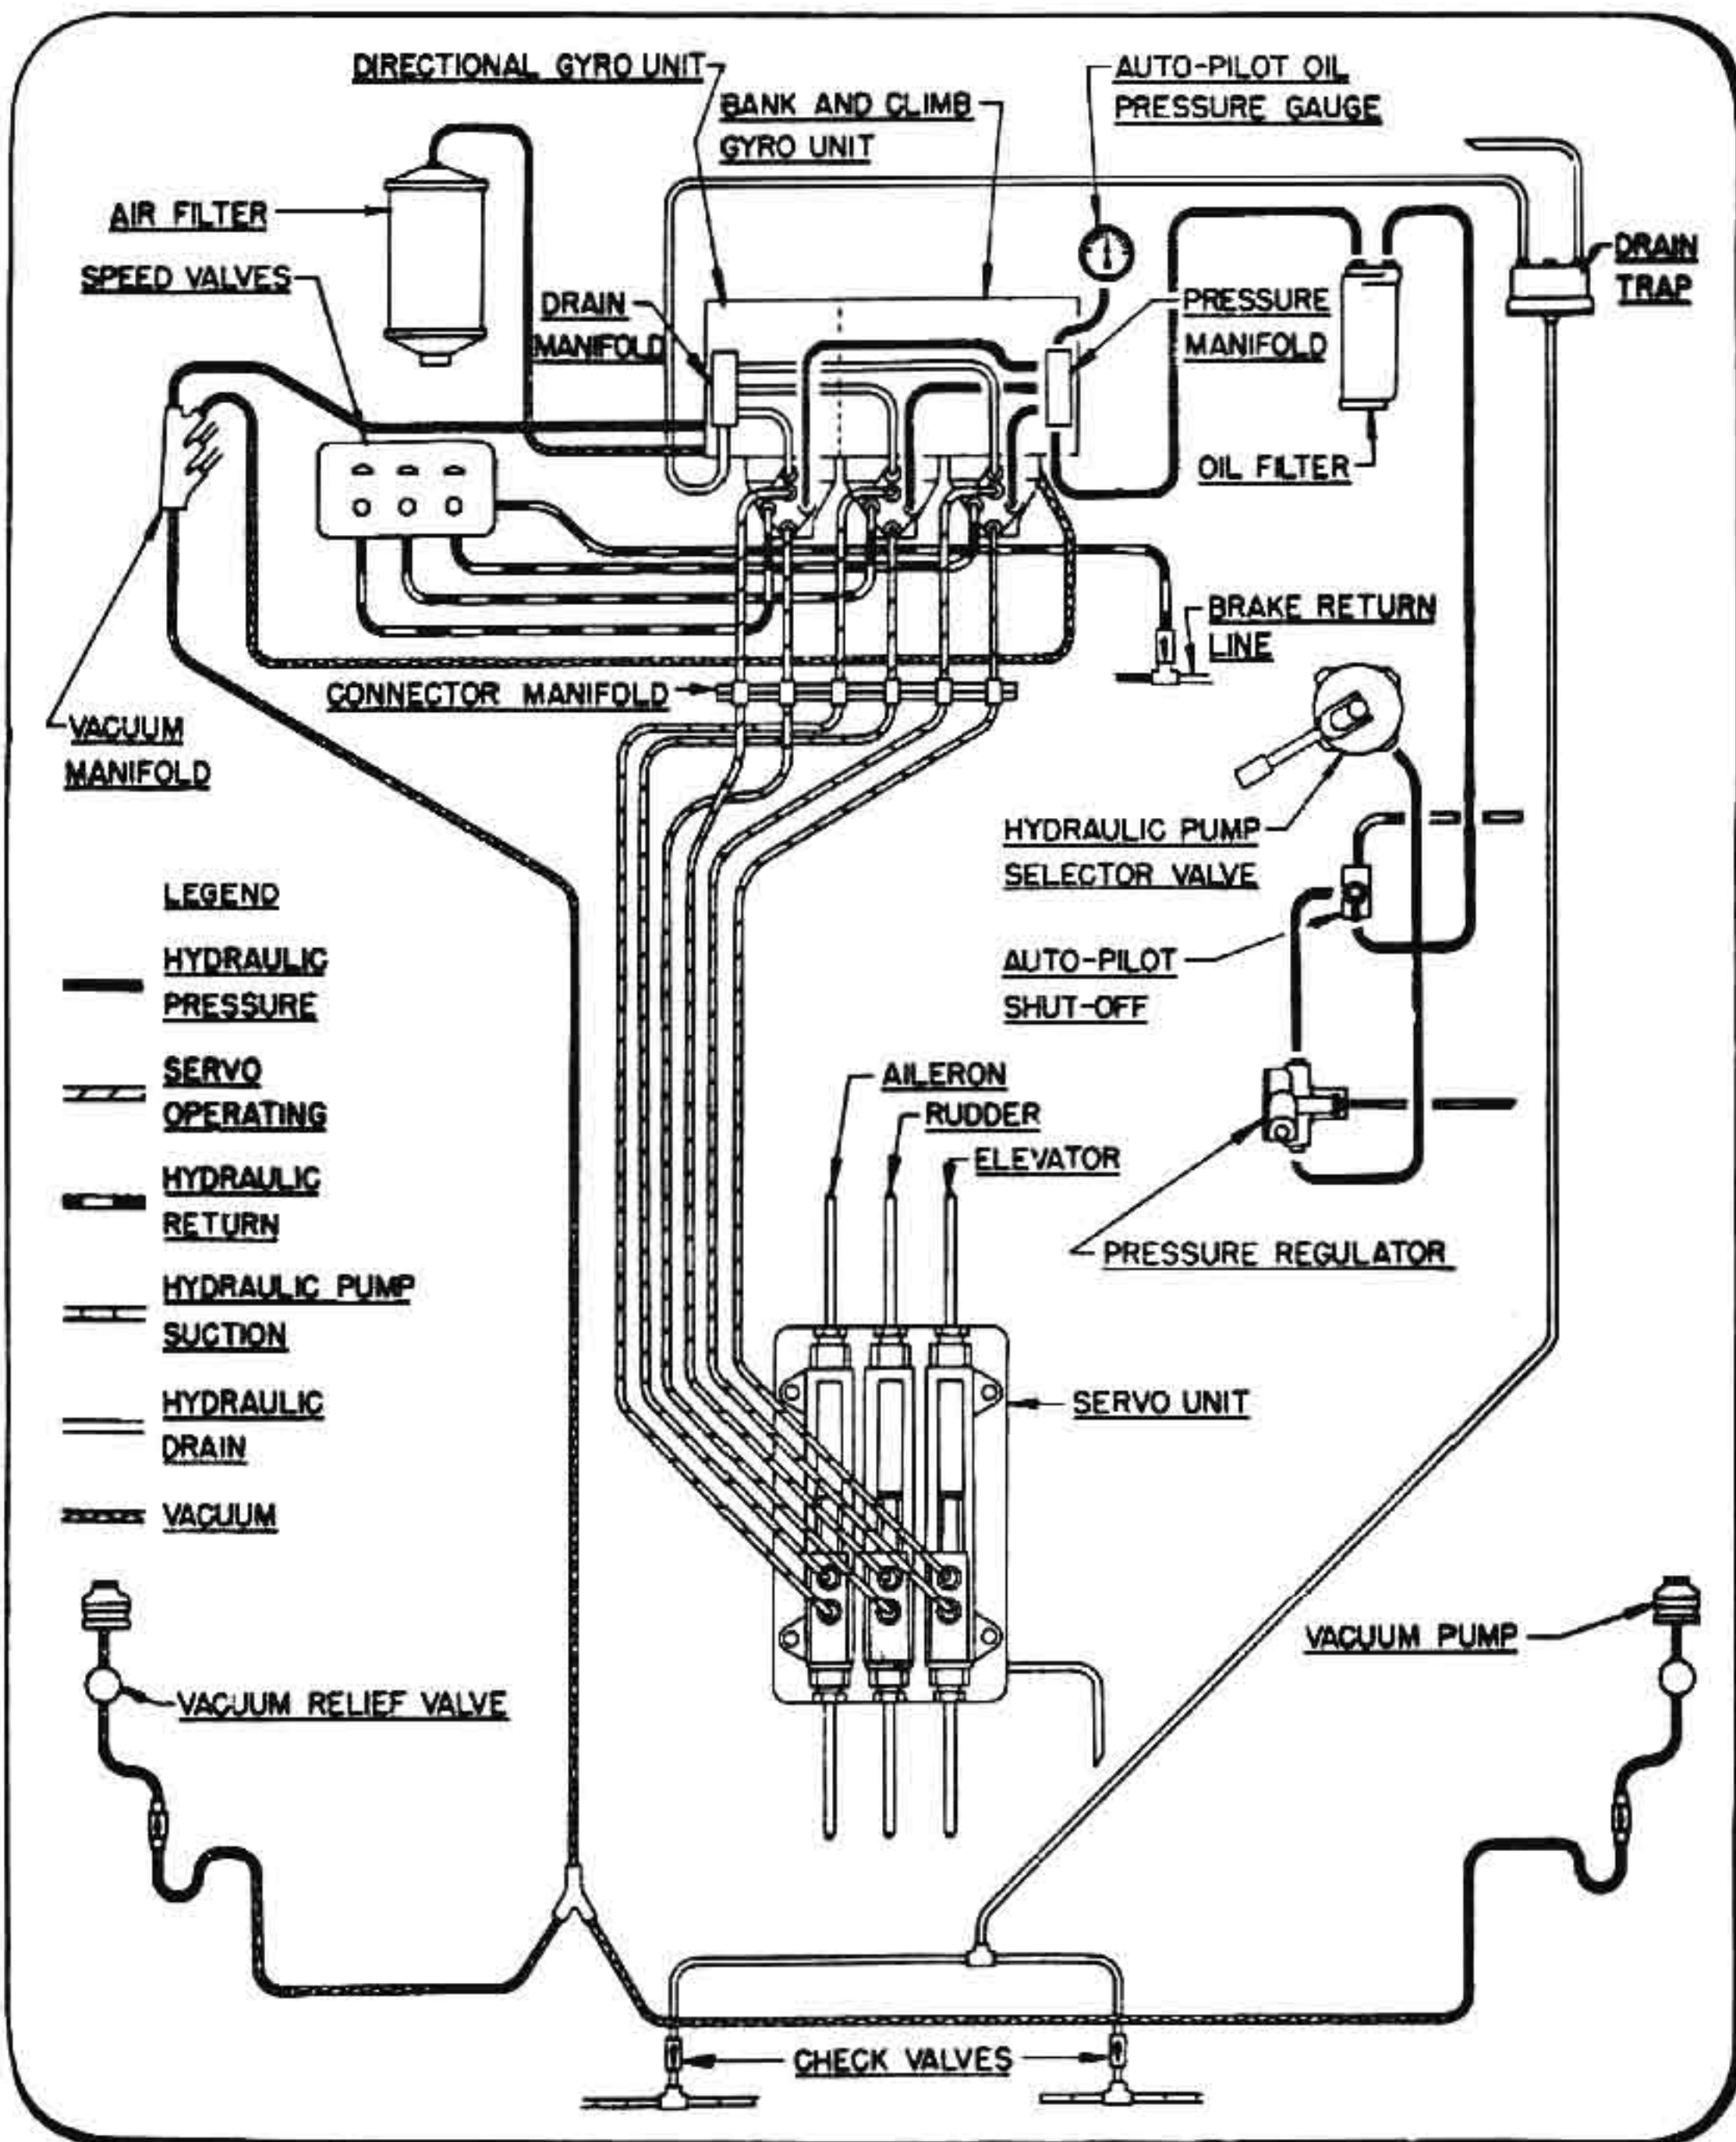 DIRECTIONAL GYRO UNIT
BANK AND CLIMB
GYRO UNIT
AUTO-PILOT OIL
PRESSURE GAUGE
AIR FILTER
SPEED VALVES
DRAIN
MANIFOLD
PRESSURE
MANIFOLD
DRAIN
TRAP
OIL FILTER
BRAKE RETURN
LINE
CONNECTOR MANIFOLD
VACUUM
MANIFOLD
HYDRAULIC PUMP
SELECTOR VALVE
AUTO-PILOT
SHUT-OFF
LEGEND
HYDRAULIC
PRESSURE
SERVO
OPERATING
HYDRAULIC
RETURN
HYDRAULIC PUMP
SUCTION
HYDRAULIC
DRAIN
VACUUM
AILERON
RUDDER
ELEVATOR
PRESSURE REGULATOR
SERVO UNIT
VACUUM PUMP
VACUUM RELIEF VALVE
CHECK VALVES